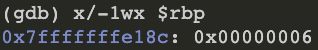 (gdb) x/-1wx $rbp
0x7fffffffe18c: 0x00000006